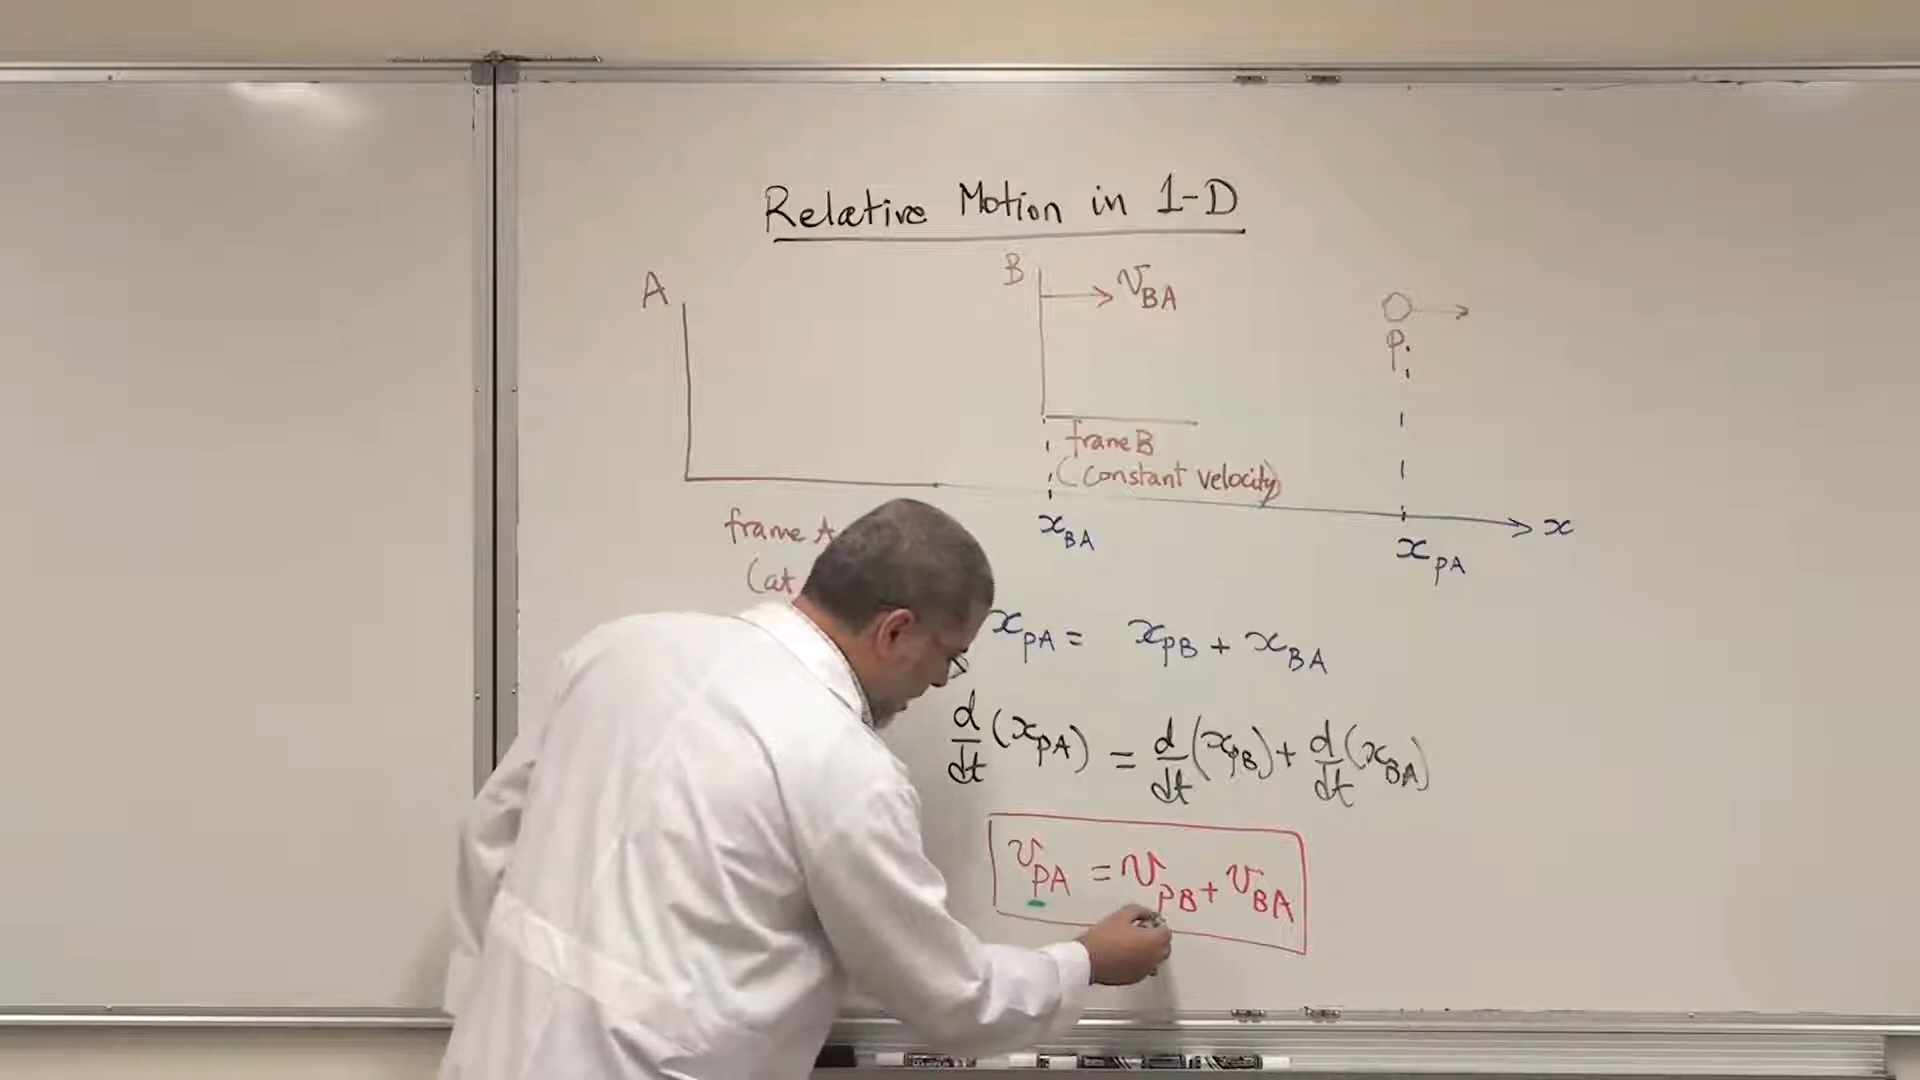 Relative Motion in 1-D
A
B
v_BA
P
frame B
(constant velocity)
frame A
(at
x_BA
x_PA
x
x_PA = x_PB + x_BA
d/dt (x_PA) = d/dt (x_PB) + d/dt (x_BA)
v_PA = v_PB + v_BA